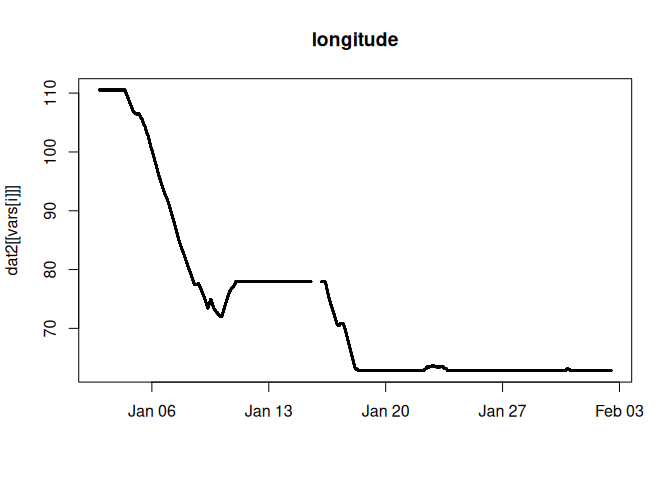 longitude
dat2[[vars[i]]]
110
100
90
80
70
Jan 06
Jan 13
Jan 20
Jan 27
Feb 03